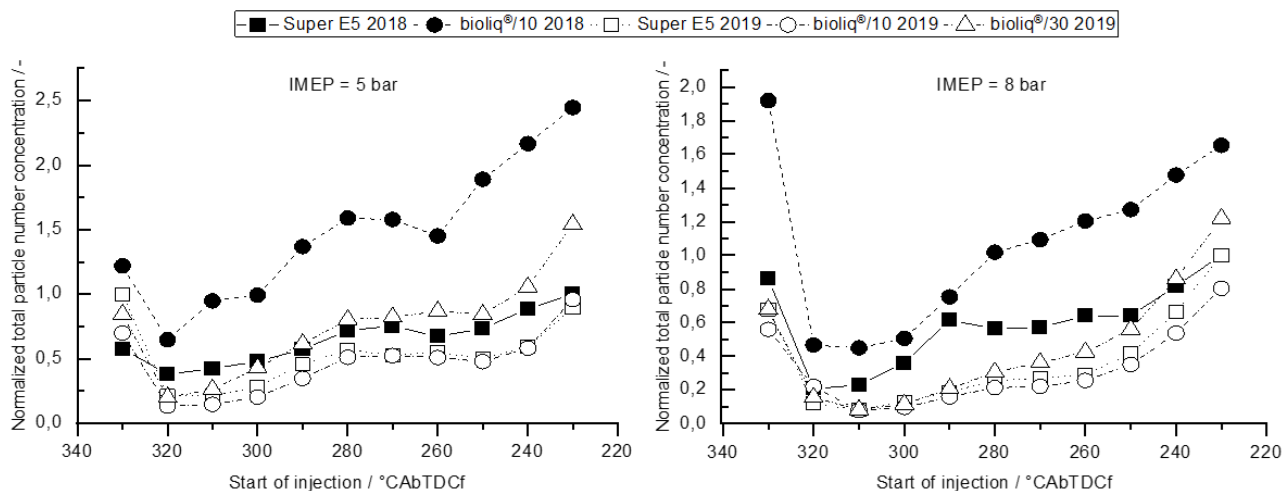 Super E5 2018 bioliq®/10 2018 Super E5 2019 bioliq®/10 2019 bioliq®/30 2019
Normalized total particle number concentration / -
IMEP = 5 bar
2,5
2,0
1,5
1,0
0,5
0,0
340 320 300 280 260 240 220
Start of injection / °CAbTDCf
Normalized total particle number concentration / -
IMEP = 8 bar
2,0
1,8
1,6
1,4
1,2
1,0
0,8
0,6
0,4
0,2
0,0
340 320 300 280 260 240 220
Start of injection / °CAbTDCf